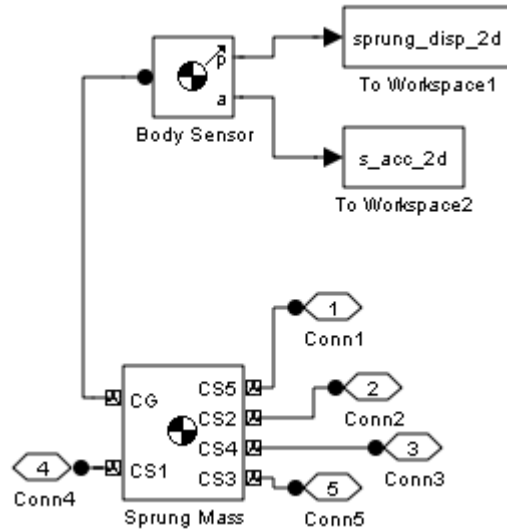 sprung_disp_2d
p
a
To Workspace1
Body Sensor
s_acc_2d
To Workspace2
1
Conn1
CG
CS5
CS2
2
Conn2
CS4
3
Conn3
4
CS1
CS3
5
Conn4
Conn5
Sprung Mass